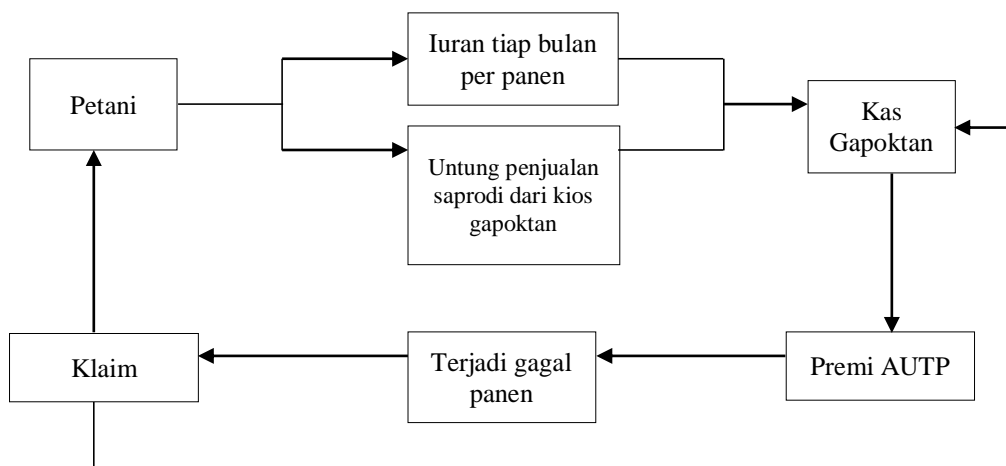 Iuran tiap bulan
per panen
Petani
Kas
Gapoktan
Untung penjualan
saprodi dari kios
gapoktan
Klaim
Terjadi gagal
panen
Premi AUTP